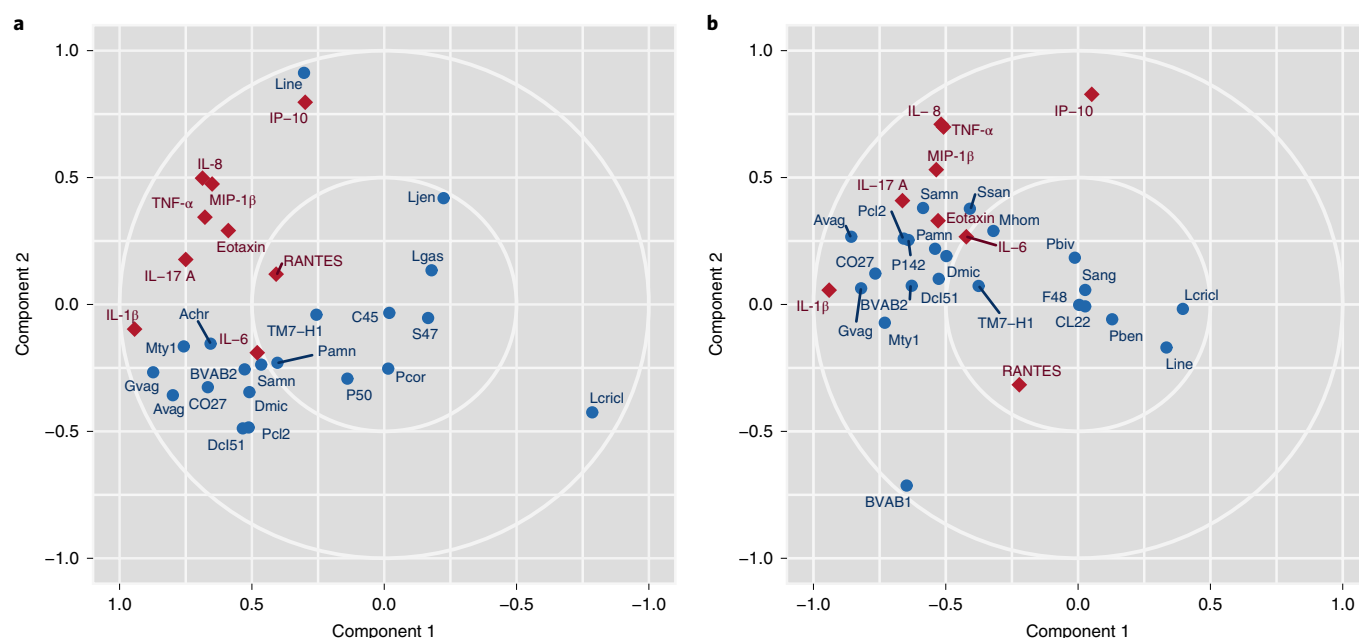 a
Component 2
1.0
0.5
0.0
−0.5
−1.0
Line
IP−10
IL-8
MIP-1β
TNF-α
Eotaxin
IL−17 A
RANTES
Ljen
Lgas
IL-1β
Achr
Mty1
IL-6
TM7−H1
C45
S47
Pamn
Gvag
BVAB2
Samn
Pcor
Avag
CO27
Dmic
P50
Lcricl
Dcl51
Pcl2
1.0
0.5
0.0
−0.5
−1.0
Component 1
b
Component 2
1.0
0.5
0.0
−0.5
−1.0
IP−10
IL− 8
TNF-α
MIP-1β
IL−17 A
Samn
Ssan
Pcl2
Avag
Eotaxin
Mhom
Pamn
IL−6
Pbiv
CO27
P142
Dmic
Sang
IL−1β
BVAB2
Dcl51
TM7−H1
F48
CL22
Lcricl
Gvag
Mty1
Pben
Line
RANTES
BVAB1
−1.0
−0.5
0.0
0.5
1.0
Component 1